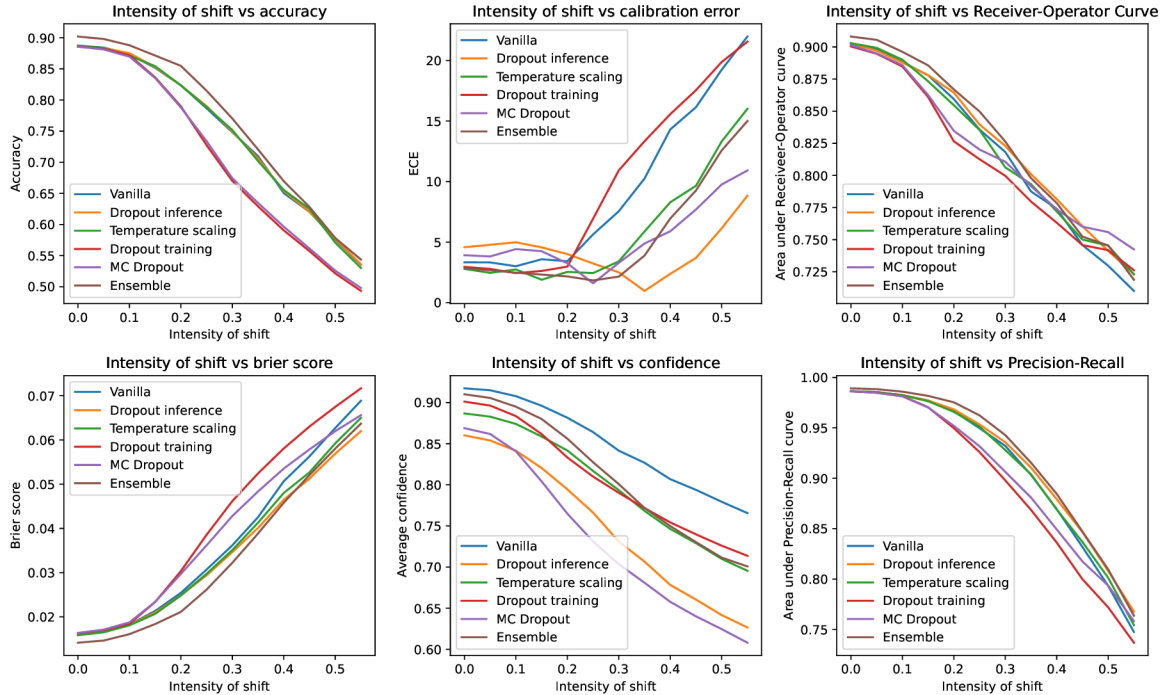 Intensity of shift vs accuracy
Accuracy
0.90
0.85
0.80
0.75
0.70
0.65
0.60
0.55
0.50
Vanilla
Dropout inference
Temperature scaling
Dropout training
MC Dropout
Ensemble
0.0 0.1 0.2 0.3 0.4 0.5
Intensity of shift
Intensity of shift vs calibration error
ECE
20
15
10
5
0
Vanilla
Dropout inference
Temperature scaling
Dropout training
MC Dropout
Ensemble
0.0 0.1 0.2 0.3 0.4 0.5
Intensity of shift
Intensity of shift vs Receiver-Operator Curve
Area under Receiveer-Operator curve
0.900
0.875
0.850
0.825
0.800
0.775
0.750
0.725
Vanilla
Dropout inference
Temperature scaling
Dropout training
MC Dropout
Ensemble
0.0 0.1 0.2 0.3 0.4 0.5
Intensity of shift
Intensity of shift vs brier score
Brier score
0.07
0.06
0.05
0.04
0.03
0.02
Vanilla
Dropout inference
Temperature scaling
Dropout training
MC Dropout
Ensemble
0.0 0.1 0.2 0.3 0.4 0.5
Intensity of shift
Intensity of shift vs confidence
Average confidence
0.90
0.85
0.80
0.75
0.70
0.65
0.60
Vanilla
Dropout inference
Temperature scaling
Dropout training
MC Dropout
Ensemble
0.0 0.1 0.2 0.3 0.4 0.5
Intensity of shift
Intensity of shift vs Precision-Recall
Area under Precision-Recall curve
1.00
0.95
0.90
0.85
0.80
0.75
Vanilla
Dropout inference
Temperature scaling
Dropout training
MC Dropout
Ensemble
0.0 0.1 0.2 0.3 0.4 0.5
Intensity of shift